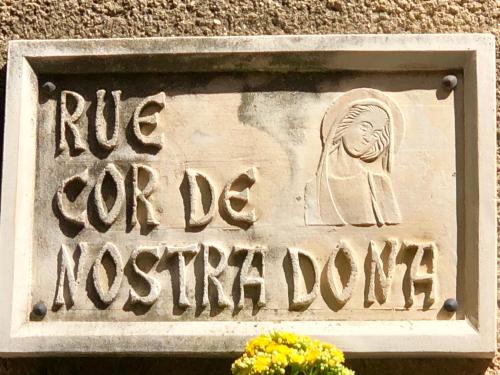 RUE
COR DE
NOSTRA DONA